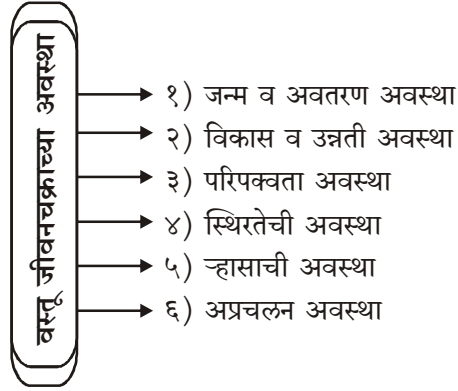 वस्तू जीवनचक्राच्या अवस्था
१) जन्म व अवतरण अवस्था
२) विकास व उन्नती अवस्था
३) परिपक्वता अवस्था
४) स्थिरतेची अवस्था
५) ऱ्हासाची अवस्था
६) अप्रचलन अवस्था